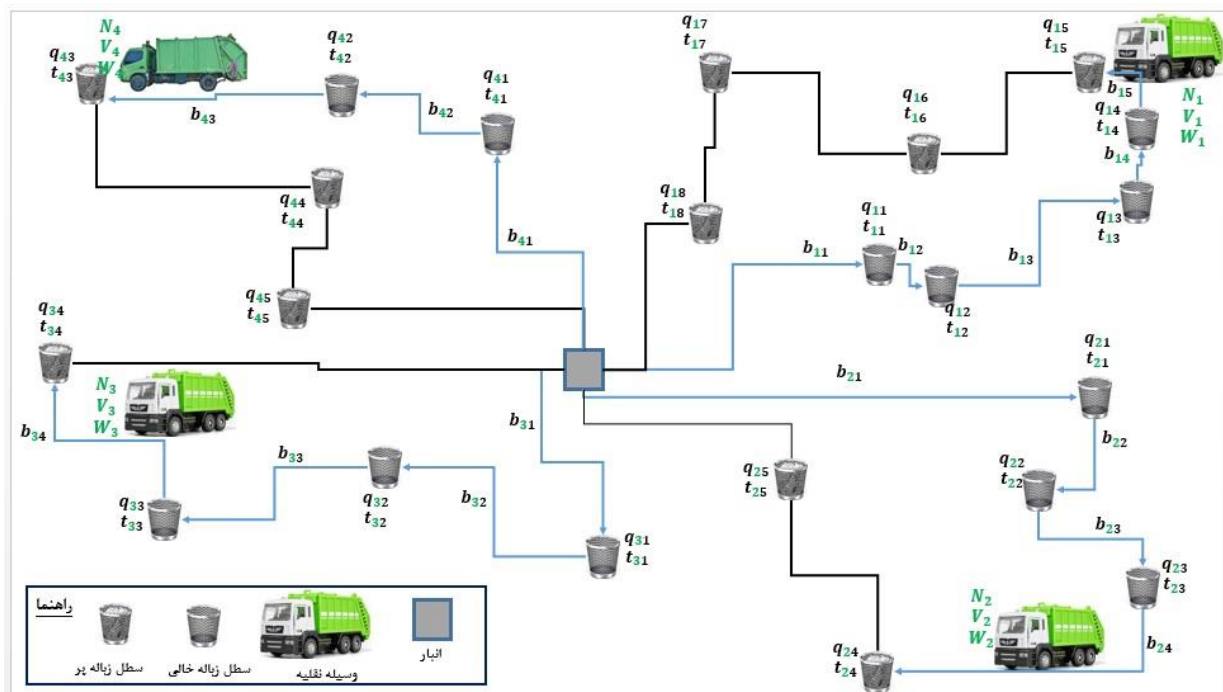 N₄
V₄
W₄
q₄₃
t₄₃
q₄₂
t₄₂
q₄₁
t₄₁
b₄₃
b₄₂
b₄₁
q₄₄
t₄₄
q₄₅
t₄₅
q₁₇
t₁₇
q₁₆
t₁₆
q₁₅
t₁₅
b₁₅
q₁₄
t₁₄
b₁₄
N₁
V₁
W₁
q₁₈
t₁₈
q₁₁
t₁₁
b₁₁
b₁₂
b₁₃
q₁₃
t₁₃
q₁₂
t₁₂
q₃₄
t₃₄
N₃
V₃
W₃
b₃₄
b₃₃
b₃₁
b₃₂
q₃₃
t₃₃
q₃₂
t₃₂
q₃₁
t₃₁
b₂₁
q₂₁
t₂₁
b₂₂
q₂₂
t₂₂
q₂₅
t₂₅
b₂₃
q₂₃
t₂₃
N₂
V₂
W₂
q₂₄
t₂₄
b₂₄
راهنما
انبار
وسیله نقلیه
سطل زباله خالی
سطل زباله پر